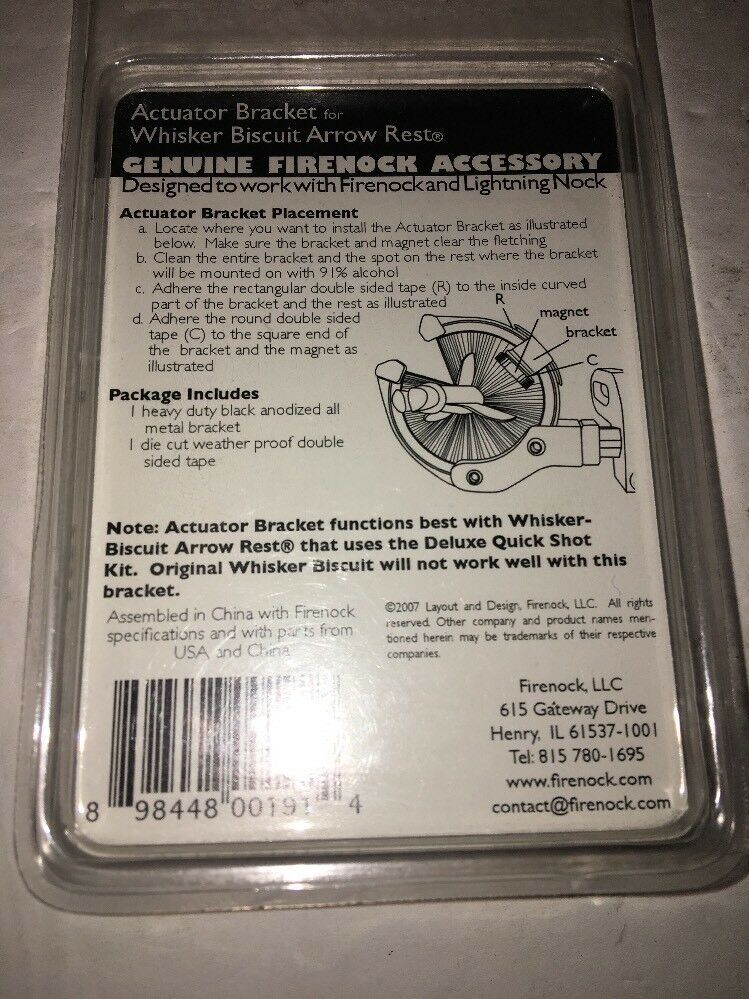 Actuator Bracket for
Whisker Biscuit Arrow Rest®
GENUINE FIRENOCK ACCESSORY
Designed to work with Firenock and Lightning Nock
Actuator Bracket Placement
a. Locate where you want to install the Actuator Bracket as illustrated
below. Make sure the bracket and magnet clear the fletching
b. Clean the entire bracket and the spot on the rest where the bracket
will be mounted on with 91% alcohol
c. Adhere the rectangular double sided tape (R) to the inside curved
part of the bracket and the rest as illustrated
d. Adhere the round double sided
tape (C) to the square end of
the bracket and the magnet as
illustrated
R
magnet
bracket
C
Package Includes
1 heavy duty black anodized all
metal bracket
1 die cut weather proof double
sided tape
Note: Actuator Bracket functions best with Whisker-
Biscuit Arrow Rest® that uses the Deluxe Quick Shot
Kit. Original Whisker Biscuit will not work well with this
bracket.
Assembled in China with Firenock
specifications and with parts from
USA and China
©2007 Layout and Design, Firenock, LLC. All rights
reserved. Other company and product names men-
tioned herein may be trademarks of their respective
companies.
Firenock, LLC
615 Gateway Drive
Henry, IL 61537-1001
Tel: 815 780-1695
www.firenock.com
contact@firenock.com
8 98448 00191 4